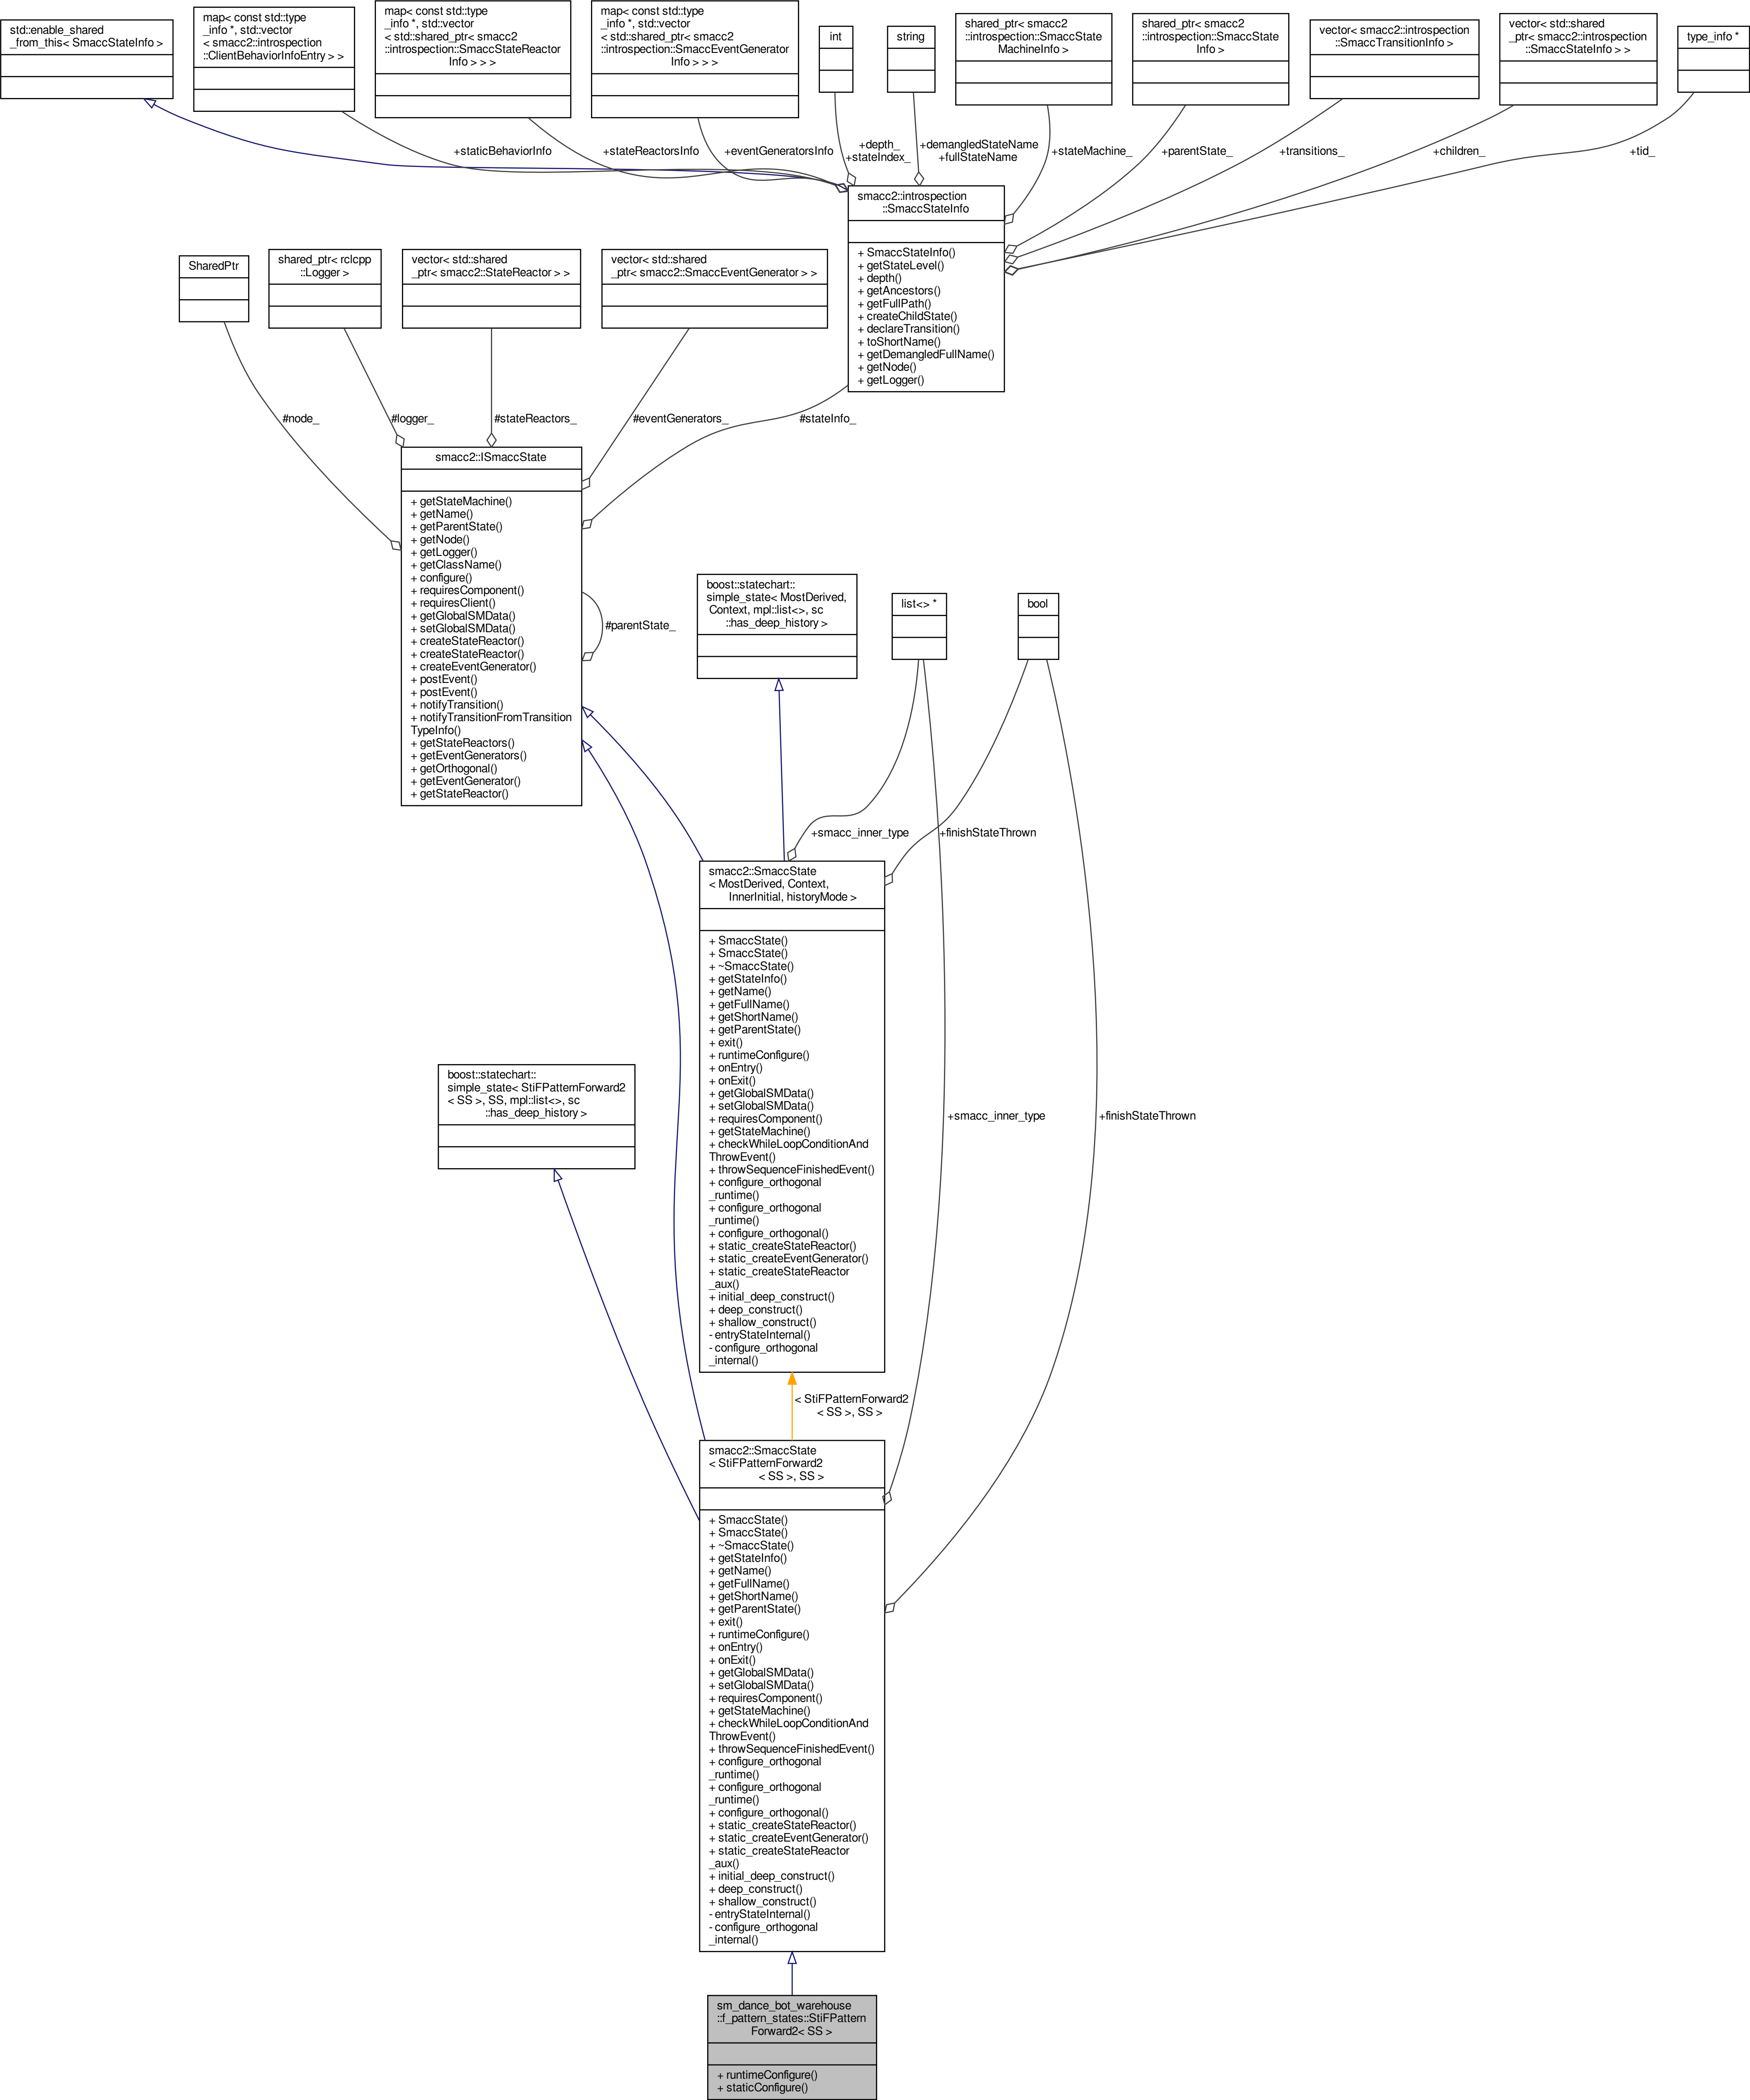 std::enable_shared
_from_this< SmaccStateInfo >
map< const std::type
_info *, std::vector
< smacc2::introspection
::ClientBehaviorInfoEntry > >
map< const std::type
_info *, std::vector
< std::shared_ptr< smacc2
::introspection::SmaccStateReactor
Info > > >
map< const std::type
_info *, std::vector
< std::shared_ptr< smacc2
::introspection::SmaccEventGenerator
Info > > >
int
string
shared_ptr< smacc2
::introspection::SmaccState
MachineInfo >
shared_ptr< smacc2
::introspection::SmaccState
Info >
vector< smacc2::introspection
::SmaccTransitionInfo >
vector< std::shared
_ptr< smacc2::introspection
::SmaccStateInfo > >
type_info *
+staticBehaviorInfo
+stateReactorsInfo
+eventGeneratorsInfo
+depth_
+stateIndex_
+demangledStateName
+fullStateName
+stateMachine_
+parentState_
+transitions_
+children_
+tid_
smacc2::introspection
::SmaccStateInfo
+ SmaccStateInfo()
+ getStateLevel()
+ depth()
+ getAncestors()
+ getFullPath()
+ createChildState()
+ declareTransition()
+ toShortName()
+ getDemangledFullName()
+ getNode()
+ getLogger()
SharedPtr
shared_ptr< rclcpp
::Logger >
vector< std::shared
_ptr< smacc2::StateReactor > >
vector< std::shared
_ptr< smacc2::SmaccEventGenerator > >
#node_
#logger_
#stateReactors_
#eventGenerators_
#stateInfo_
smacc2::ISmaccState
+ getStateMachine()
+ getName()
+ getParentState()
+ getNode()
+ getLogger()
+ getClassName()
+ configure()
+ requiresComponent()
+ requiresClient()
+ getGlobalSMData()
+ setGlobalSMData()
+ createStateReactor()
+ createStateReactor()
+ createEventGenerator()
+ postEvent()
+ postEvent()
+ notifyTransition()
+ notifyTransitionFromTransition
TypeInfo()
+ getStateReactors()
+ getEventGenerators()
+ getOrthogonal()
+ getEventGenerator()
+ getStateReactor()
#parentState_
boost::statechart::
simple_state< MostDerived,
Context, mpl::list<>, sc
::has_deep_history >
list<> *
bool
+smacc_inner_type
+finishStateThrown
smacc2::SmaccState
< MostDerived, Context,
InnerInitial, historyMode >
+ SmaccState()
+ SmaccState()
+ ~SmaccState()
+ getStateInfo()
+ getName()
+ getFullName()
+ getShortName()
+ getParentState()
+ exit()
+ runtimeConfigure()
+ onEntry()
+ onExit()
+ getGlobalSMData()
+ setGlobalSMData()
+ requiresComponent()
+ getStateMachine()
+ checkWhileLoopConditionAnd
ThrowEvent()
+ throwSequenceFinishedEvent()
+ configure_orthogonal
_runtime()
+ configure_orthogonal
_runtime()
+ configure_orthogonal()
+ static_createStateReactor()
+ static_createEventGenerator()
+ static_createStateReactor
_aux()
+ initial_deep_construct()
+ deep_construct()
+ shallow_construct()
- entryStateInternal()
- configure_orthogonal
_internal()
boost::statechart::
simple_state< StiFPatternForward2
< SS >, SS, mpl::list<>, sc
::has_deep_history >
+smacc_inner_type
+finishStateThrown
< StiFPatternForward2
< SS >, SS >
smacc2::SmaccState
< StiFPatternForward2
< SS >, SS >
+ SmaccState()
+ SmaccState()
+ ~SmaccState()
+ getStateInfo()
+ getName()
+ getFullName()
+ getShortName()
+ getParentState()
+ exit()
+ runtimeConfigure()
+ onEntry()
+ onExit()
+ getGlobalSMData()
+ setGlobalSMData()
+ requiresComponent()
+ getStateMachine()
+ checkWhileLoopConditionAnd
ThrowEvent()
+ throwSequenceFinishedEvent()
+ configure_orthogonal
_runtime()
+ configure_orthogonal
_runtime()
+ configure_orthogonal()
+ static_createStateReactor()
+ static_createEventGenerator()
+ static_createStateReactor
_aux()
+ initial_deep_construct()
+ deep_construct()
+ shallow_construct()
- entryStateInternal()
- configure_orthogonal
_internal()
sm_dance_bot_warehouse
::f_pattern_states::StiFPattern
Forward2< SS >
+ runtimeConfigure()
+ staticConfigure()